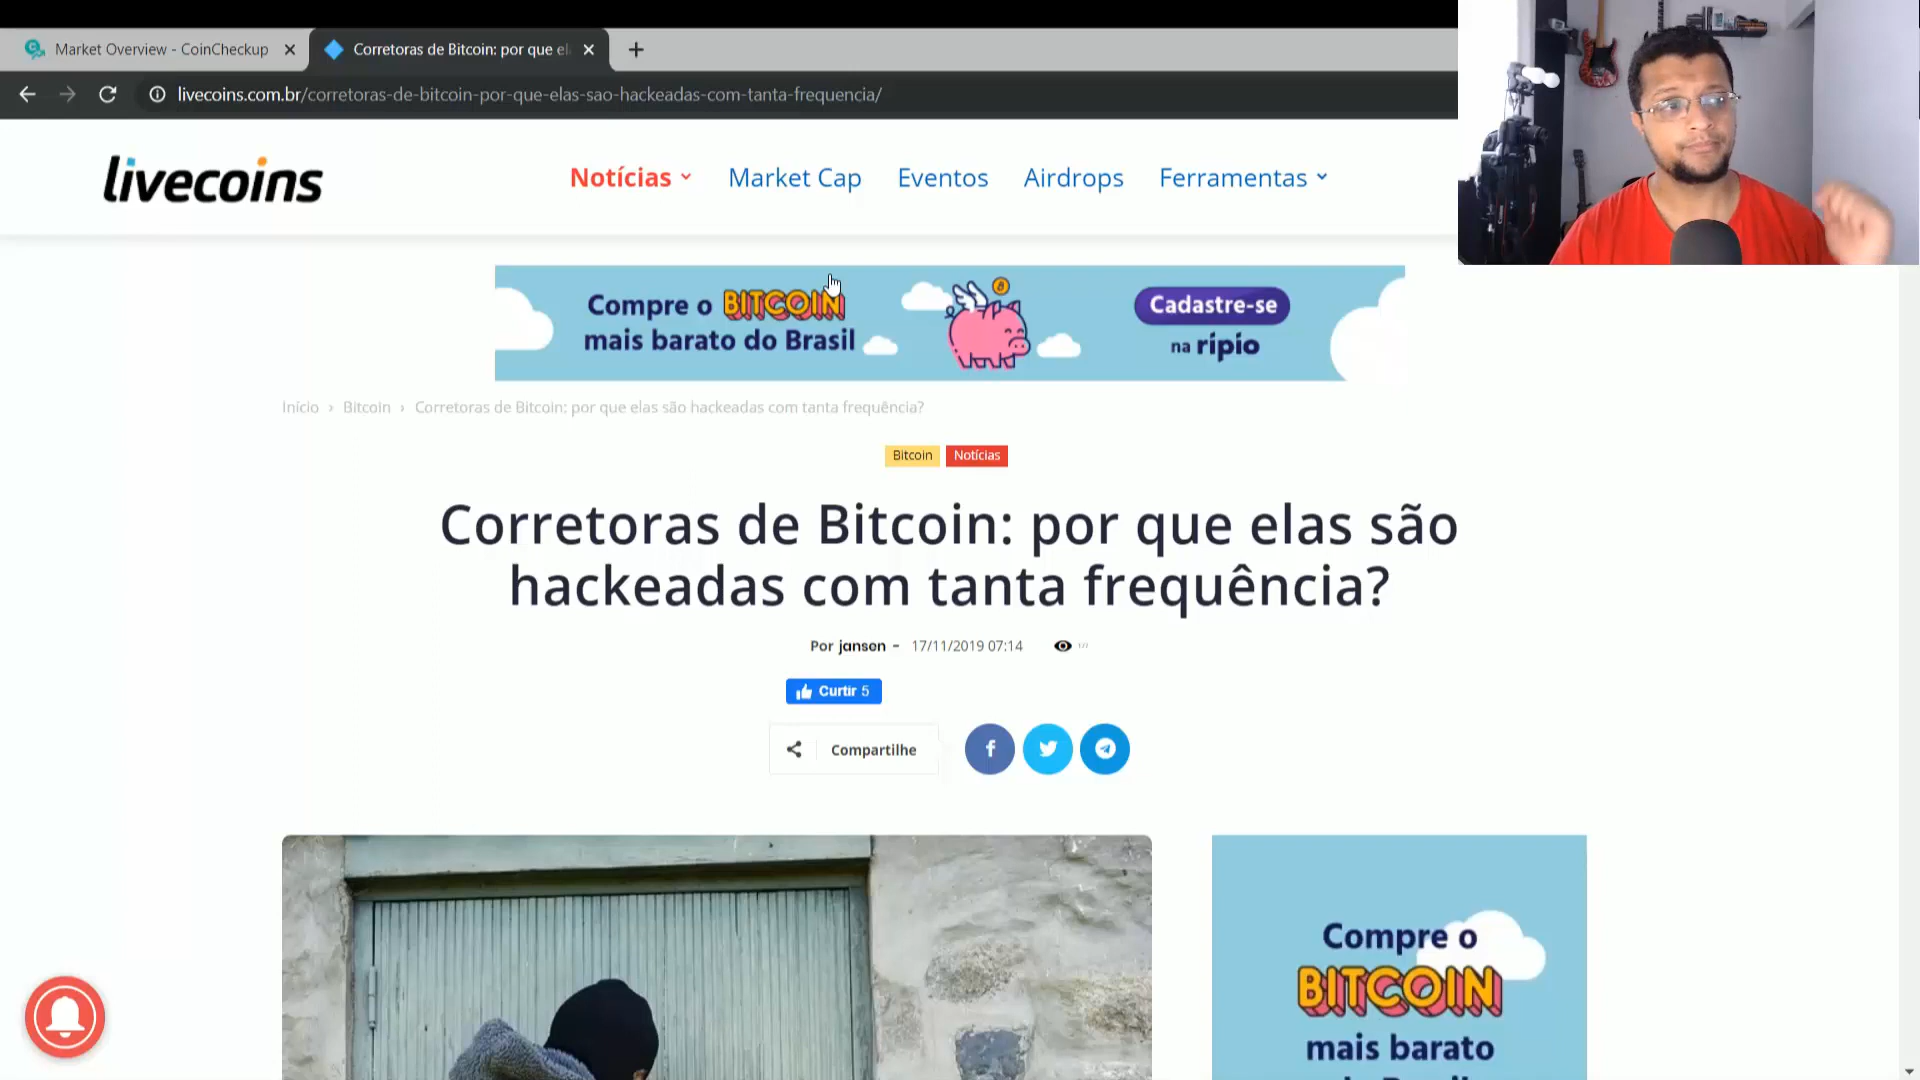 Market Overview - CoinCheckup
Corretoras de Bitcoin: por que el
livecoins.com.br/corretoras-de-bitcoin-por-que-elas-sao-hackeadas-com-tanta-frequencia/
livecoins
Notícias
Market Cap
Eventos
Airdrops
Ferramentas
Compre o BITCOIN
mais barato do Brasil
Cadastre-se
na ripio
Início › Bitcoin › Corretoras de Bitcoin: por que elas são hackeadas com tanta frequência?
Bitcoin
Notícias
Corretoras de Bitcoin: por que elas são
hackeadas com tanta frequência?
Por jansen - 17/11/2019 07:14
Curtir 5
Compartilhe
Compre o
BITCOIN
mais barato